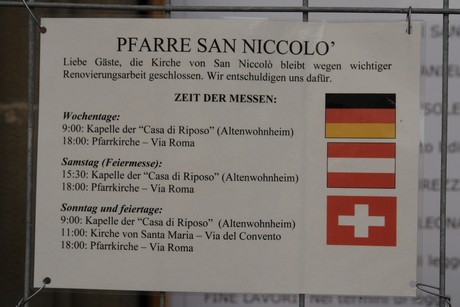 PFARRE SAN NICCOLO'
Liebe Gäste, die Kirche von San Niccolò bleibt wegen wichtiger
Renovierungsarbeit geschlossen. Wir entschuldigen uns dafür.
ZEIT DER MESSEN:
Wochentage:
9:00: Kapelle der "Casa di Riposo" (Altenwohnheim)
18:00: Pfarrkirche – Via Roma
Samstag (Feiermesse):
15:30: Kapelle der "Casa di Riposo" (Altenwohnheim)
18:00: Pfarrkirche – Via Roma
Sonntag und feiertage:
9:00: Kapelle der "Casa di Riposo" (Altenwohnheim)
11:00: Kirche von Santa Maria – Via del Convento
18:00: Pfarrkirche – Via Roma
FINE LAVORI